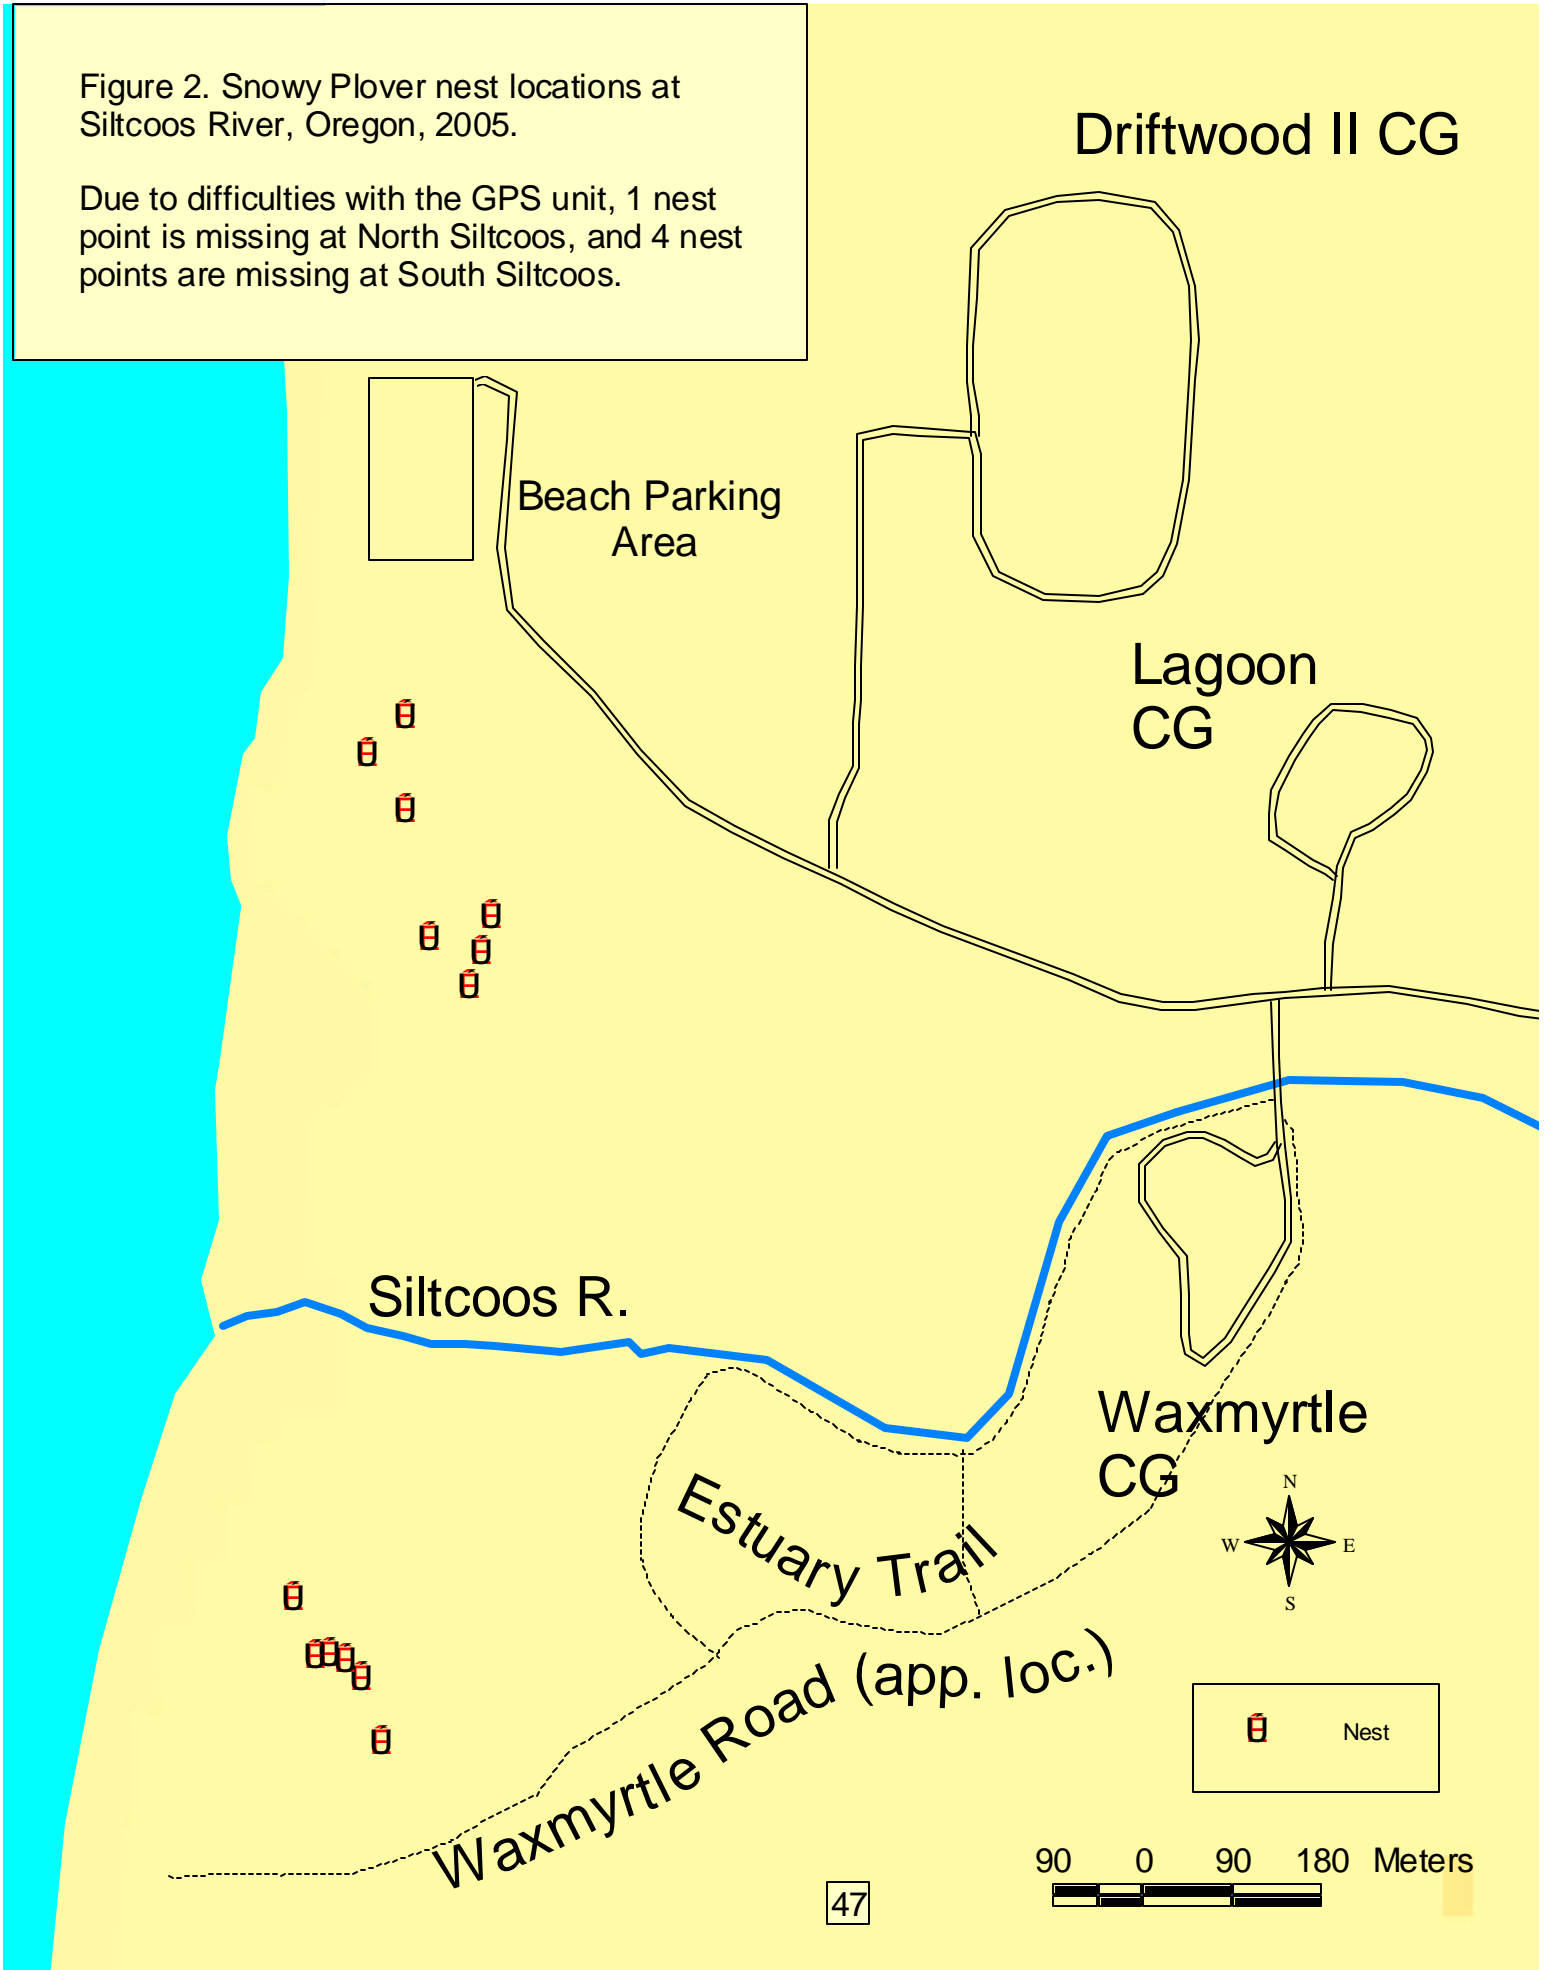 Figure 2. Snowy Plover nest locations at
Siltcoos River, Oregon, 2005.
Due to difficulties with the GPS unit, 1 nest
point is missing at North Siltcoos, and 4 nest
points are missing at South Siltcoos.
Driftwood II CG
Beach Parking
Area
Lagoon
CG
Siltcoos R.
Waxmyrtle
CG
Estuary Trail
Waxmyrtle Road (app. loc.)
N
W E
S
Nest
90 0 90 180 Meters
47